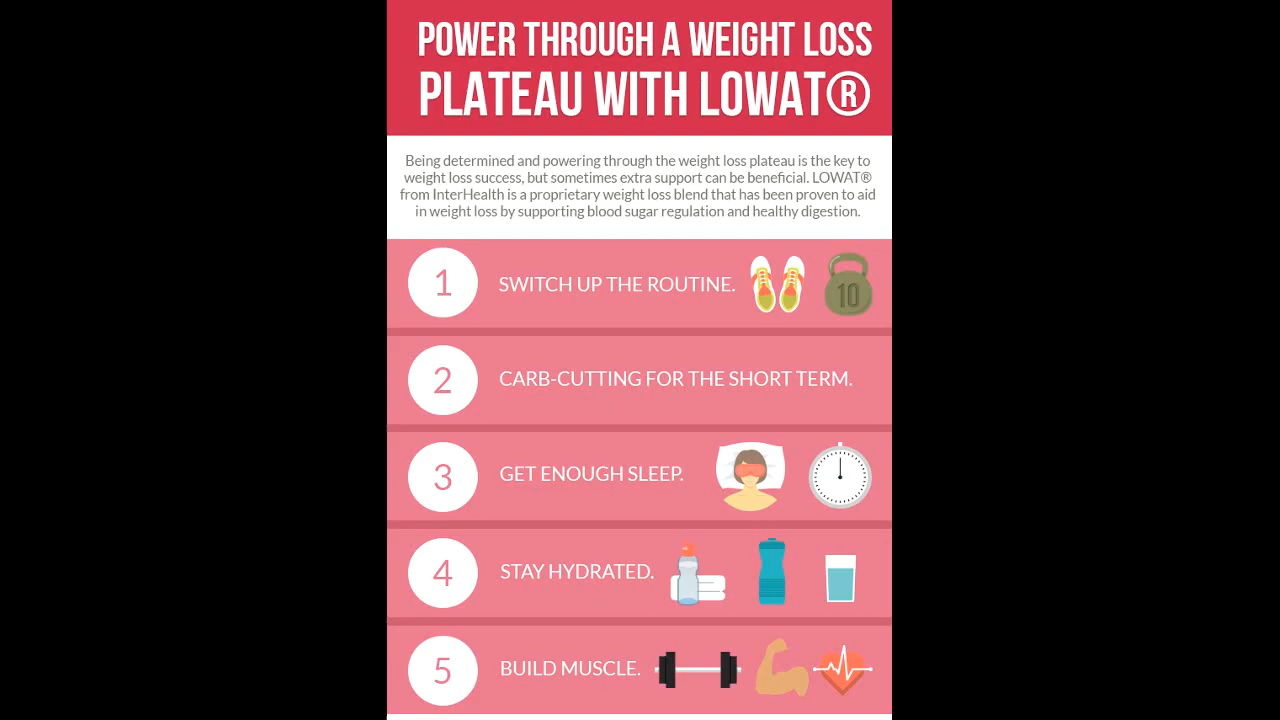 POWER THROUGH A WEIGHT LOSS
PLATEAU WITH LOWAT®
Being determined and powering through the weight loss plateau is the key to
weight loss success, but sometimes extra support can be beneficial. LOWAT®
from InterHealth is a proprietary weight loss blend that has been proven to aid
in weight loss by supporting blood sugar regulation and healthy digestion.
1 SWITCH UP THE ROUTINE. 10
2 CARB-CUTTING FOR THE SHORT TERM.
3 GET ENOUGH SLEEP.
4 STAY HYDRATED.
5 BUILD MUSCLE.